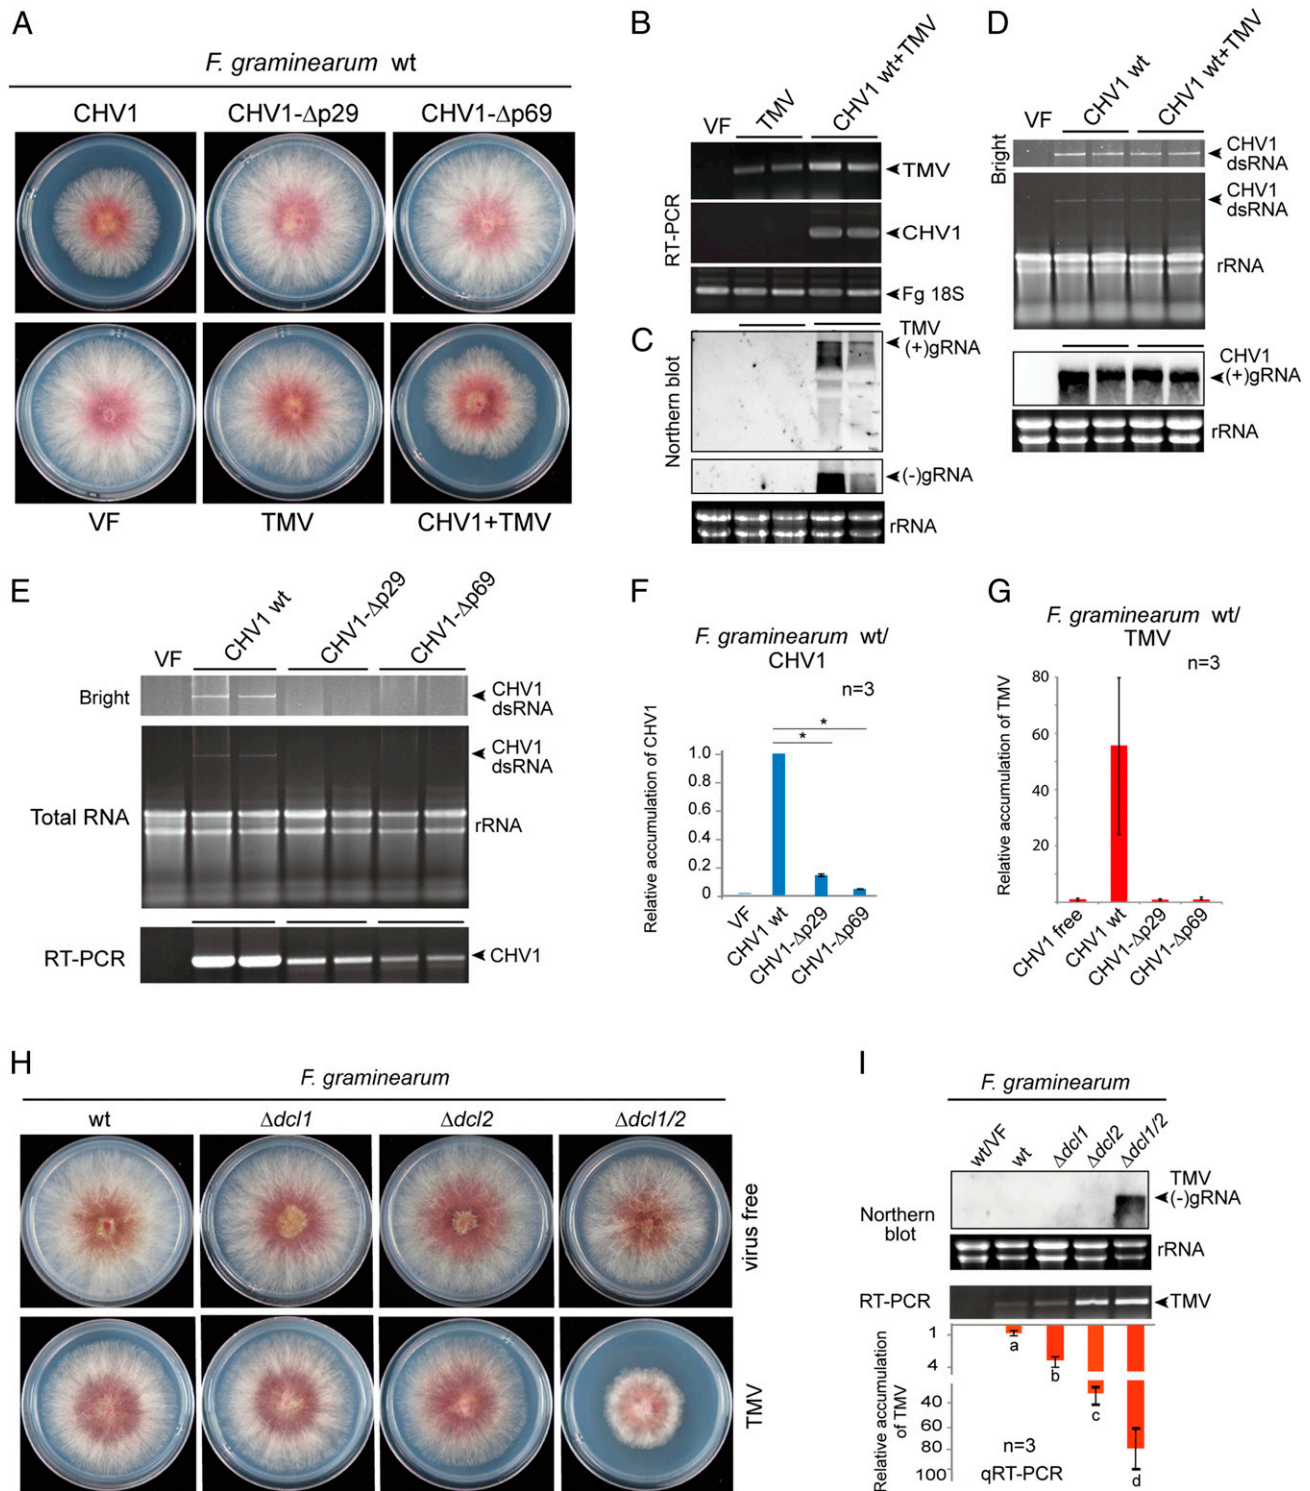 A
F. graminearum wt
CHV1
CHV1-Δp29
CHV1-Δp69
VF
TMV
CHV1+TMV
B
VF
TMV
CHV1 wt+TMV
RT-PCR
TMV
CHV1
Fg 18S
C
Northern blot
TMV
(+)gRNA
(-)gRNA
rRNA
D
VF
CHV1 wt
CHV1 wt+TMV
Bright
CHV1
dsRNA
CHV1
dsRNA
rRNA
CHV1
(+)gRNA
rRNA
E
VF
CHV1 wt
CHV1-Δp29
CHV1-Δp69
Bright
CHV1
dsRNA
CHV1
dsRNA
Total RNA
rRNA
RT-PCR
CHV1
F
F. graminearum wt/
CHV1
n=3
*
*
Relative accumulation of CHV1
1.0
0.8
0.6
0.4
0.2
0
VF
CHV1 wt
CHV1-Δp29
CHV1-Δp69
G
F. graminearum wt/
TMV
n=3
Relative accumulation of TMV
80
60
40
20
CHV1 free
CHV1 wt
CHV1-Δp29
CHV1-Δp69
H
F. graminearum
wt
Δdcl1
Δdcl2
Δdcl1/2
virus free
TMV
I
F. graminearum
wt/VF
wt
Δdcl1
Δdcl2
Δdcl1/2
Northern
blot
TMV
(-)gRNA
rRNA
RT-PCR
TMV
Relative accumulation
of TMV
1
4
40
60
80
100
a
b
c
d
n=3
qRT-PCR